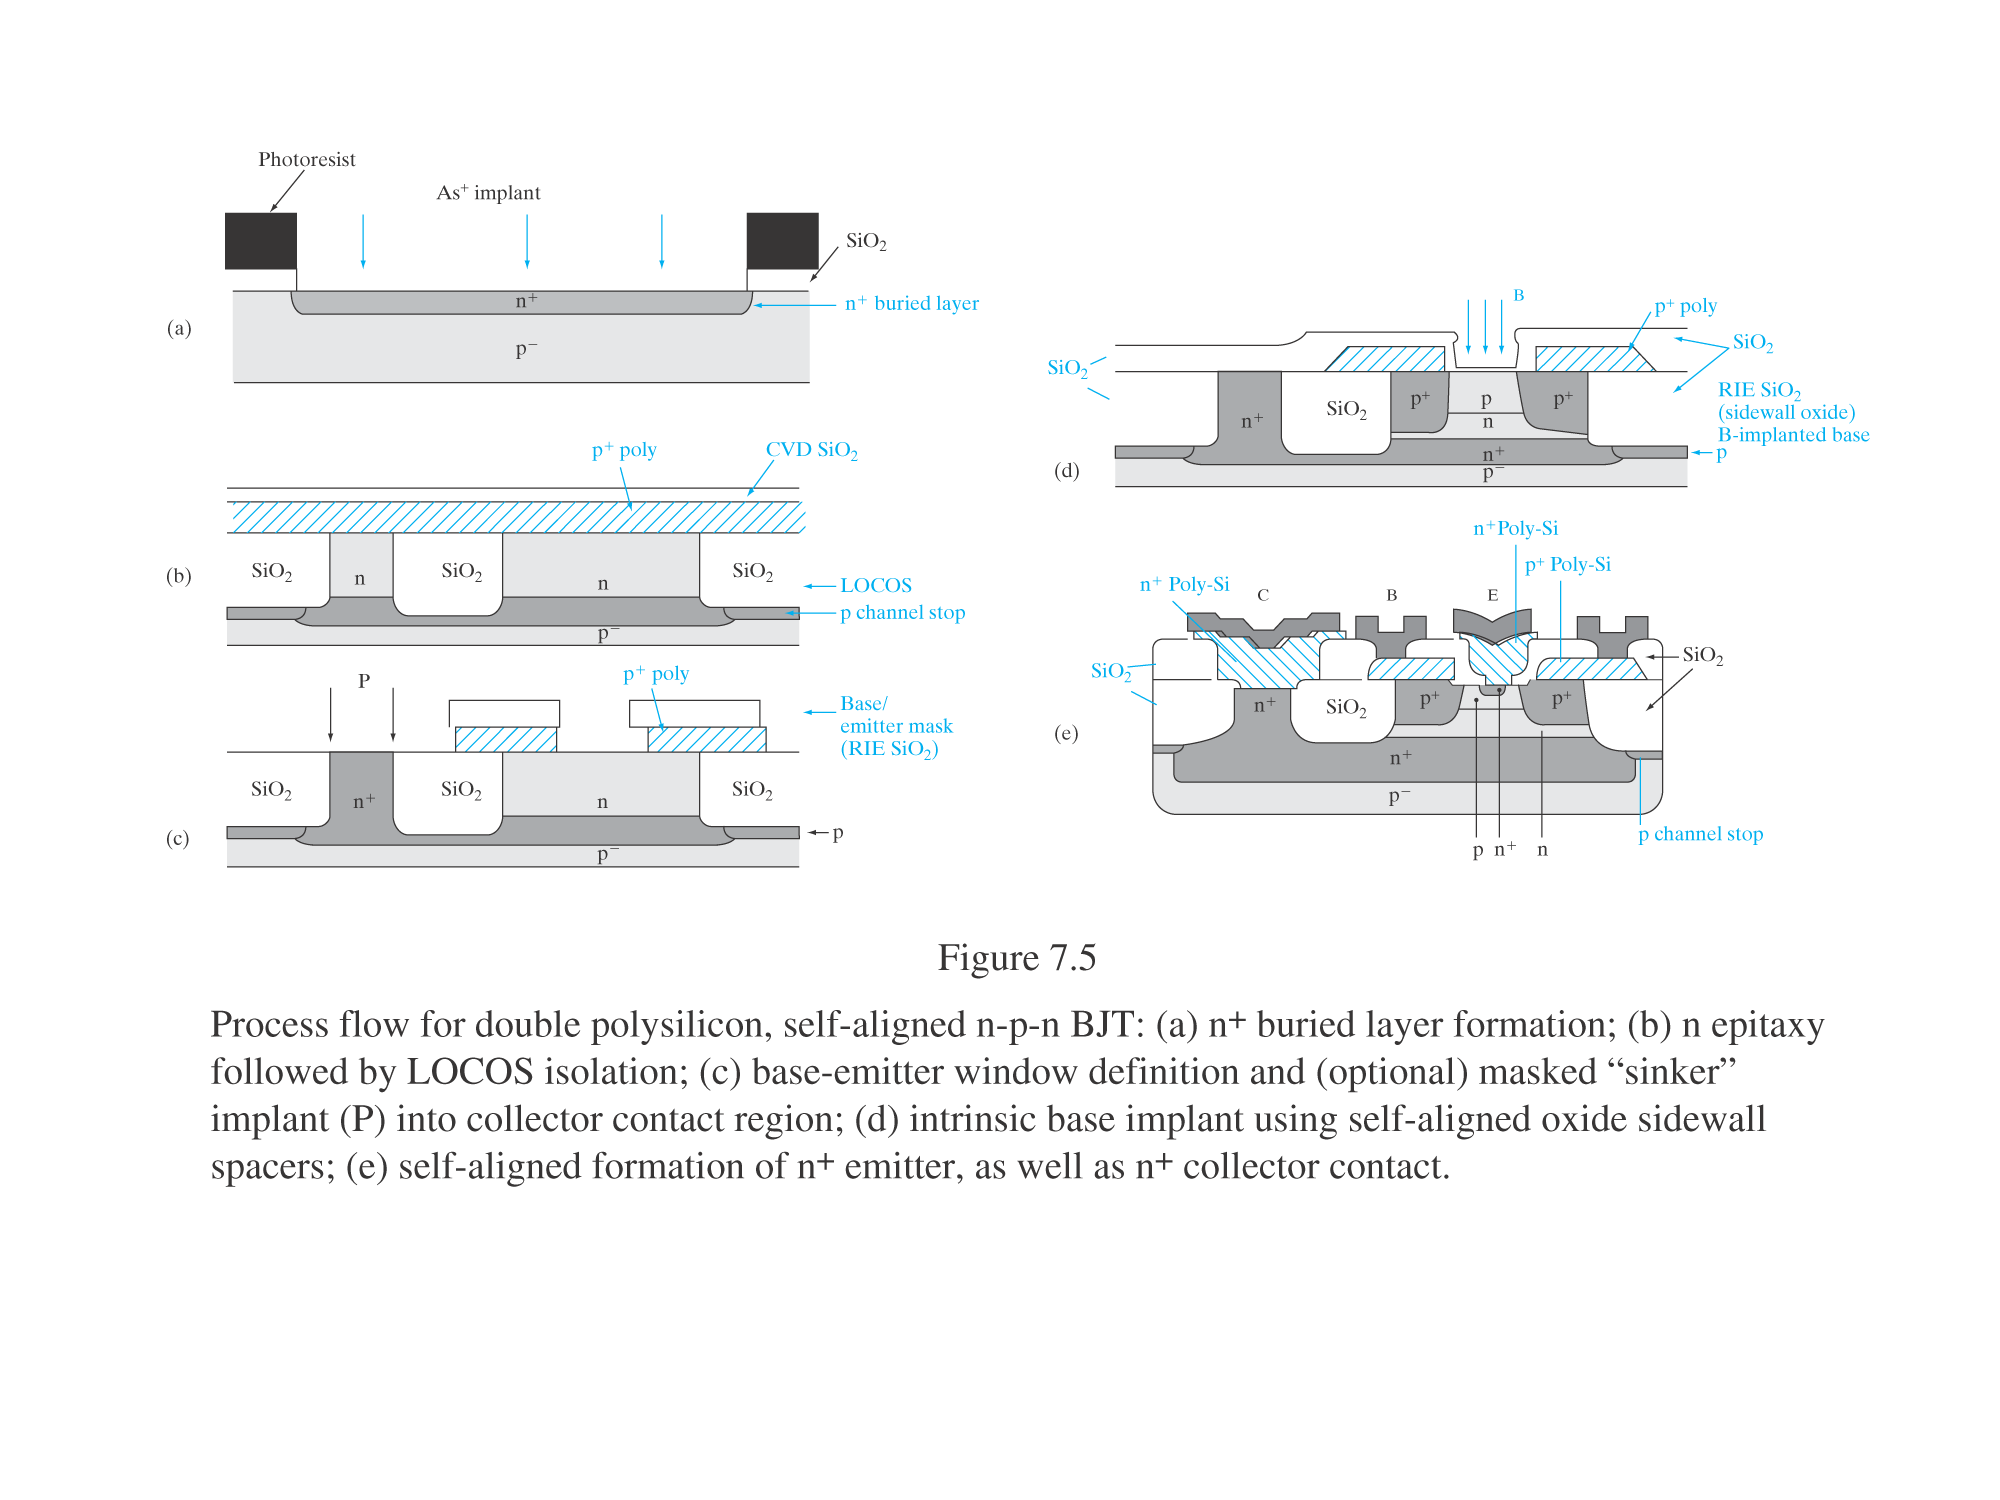 Photoresist
As⁺ implant
SiO₂
n⁺
n⁺ buried layer
p⁻
(a)
p⁺ poly
CVD SiO₂
SiO₂
n
SiO₂
n
SiO₂
(b)
LOCOS
p channel stop
p⁻
P
p⁺ poly
Base/
emitter mask
(RIE SiO₂)
SiO₂
n⁺
SiO₂
n
SiO₂
(c)
p
p⁻
B
p⁺ poly
SiO₂
SiO₂
RIE SiO₂
(sidewall oxide)
B-implanted base
p⁺
p
p⁺
SiO₂
n⁺
n
n⁺
p
p⁻
(d)
n⁺Poly-Si
p⁺ Poly-Si
n⁺ Poly-Si
C
B
E
SiO₂
SiO₂
n⁺
SiO₂
p⁺
p⁺
(e)
n⁺
p⁻
p channel stop
p n⁺ n
Figure 7.5
Process flow for double polysilicon, self-aligned n-p-n BJT: (a) n+ buried layer formation; (b) n epitaxy
followed by LOCOS isolation; (c) base-emitter window definition and (optional) masked “sinker”
implant (P) into collector contact region; (d) intrinsic base implant using self-aligned oxide sidewall
spacers; (e) self-aligned formation of n+ emitter, as well as n+ collector contact.